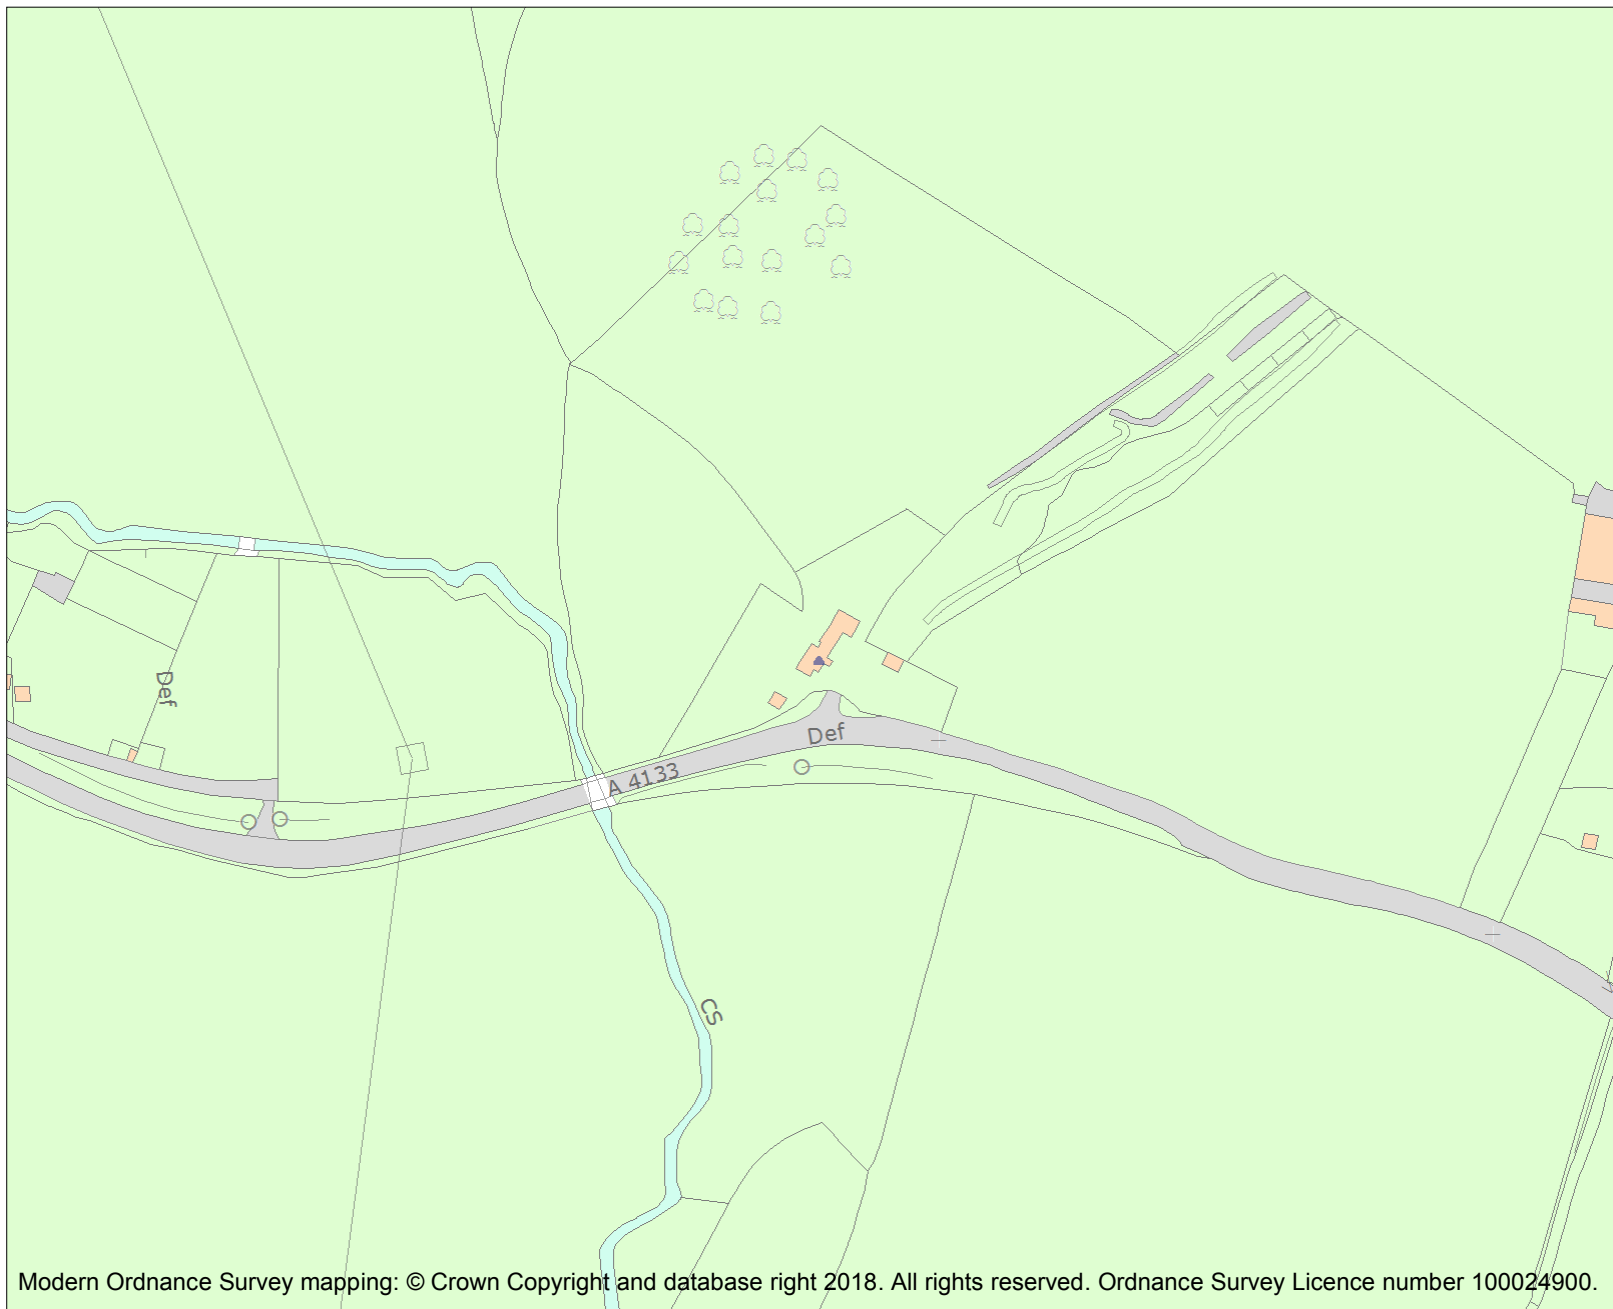 Def
Def
A 4133
CS
Modern Ordnance Survey mapping: © Crown Copyright and database right 2018. All rights reserved. Ordnance Survey Licence number 100024900.